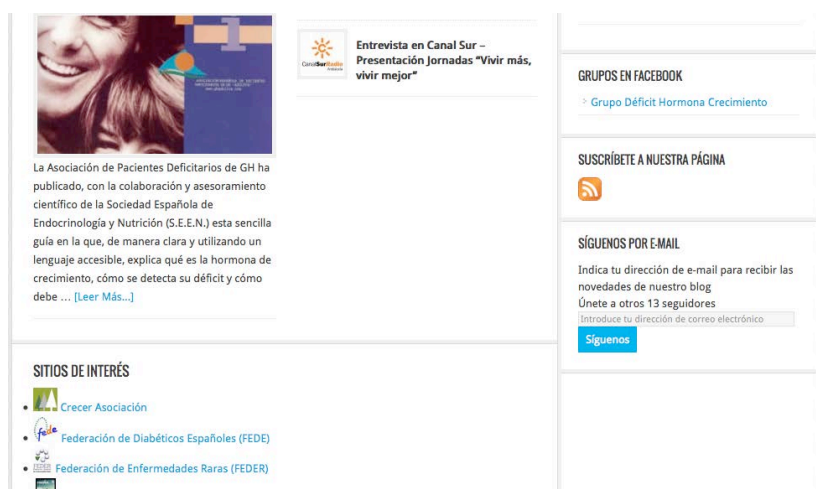 La Asociación de Pacientes Deficitarios de GH ha
publicado, con la colaboración y asesoramiento
científico de la Sociedad Española de
Endocrinología y Nutrición (S.E.E.N.) esta sencilla
guía en la que, de manera clara y utilizando un
lenguaje accesible, explica qué es la hormona de
crecimiento, cómo se detecta su déficit y cómo
debe … [Leer Más...]
CanalSurRadio
Entrevista en Canal Sur –
Presentación Jornadas “Vivir más,
vivir mejor”
GRUPOS EN FACEBOOK
Grupo Déficit Hormona Crecimiento
SUSCRÍBETE A NUESTRA PÁGINA
SÍGUENOS POR E-MAIL
Indica tu dirección de e-mail para recibir las
novedades de nuestro blog
Únete a otros 13 seguidores
Introduce tu dirección de correo electrónico
Síguenos
SITIOS DE INTERÉS
Crecer Asociación
fede
Federación de Diabéticos Españoles (FEDE)
Federación de Enfermedades Raras (FEDER)